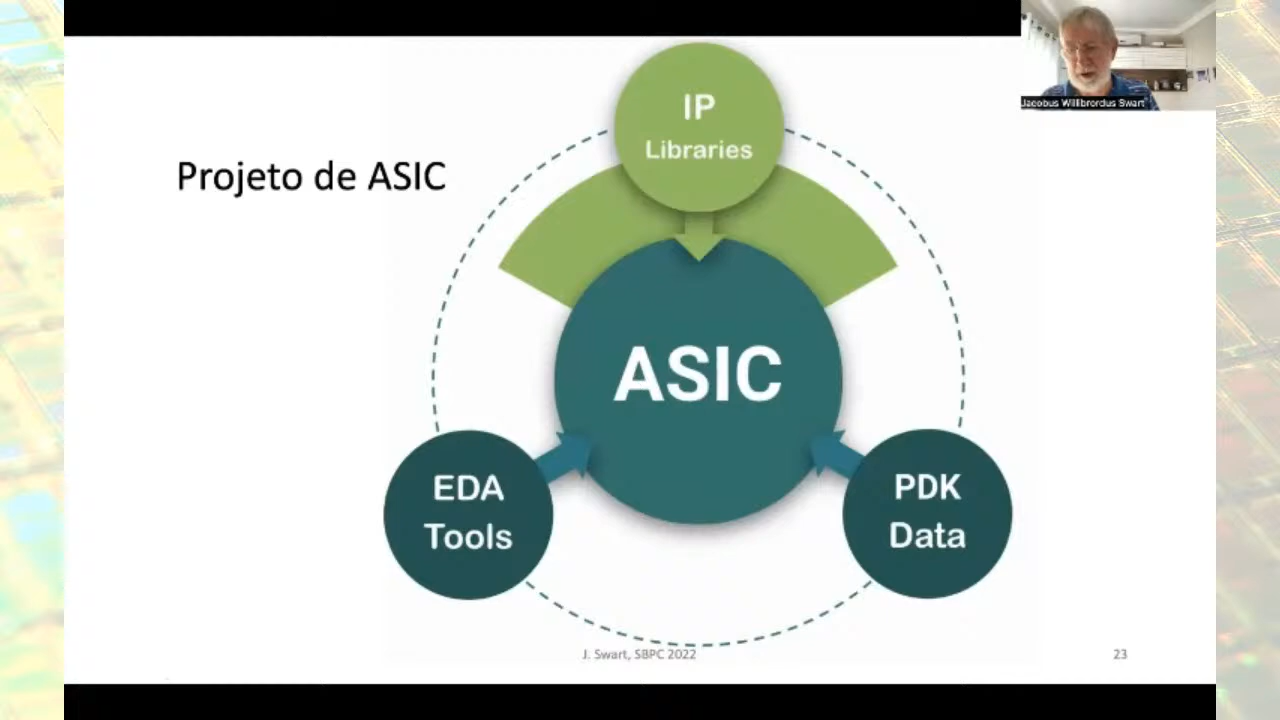 Jacobus Willibrordus Swart
Projeto de ASIC
IP
Libraries
ASIC
EDA
Tools
PDK
Data
J. Swart, SBPC 2022
23